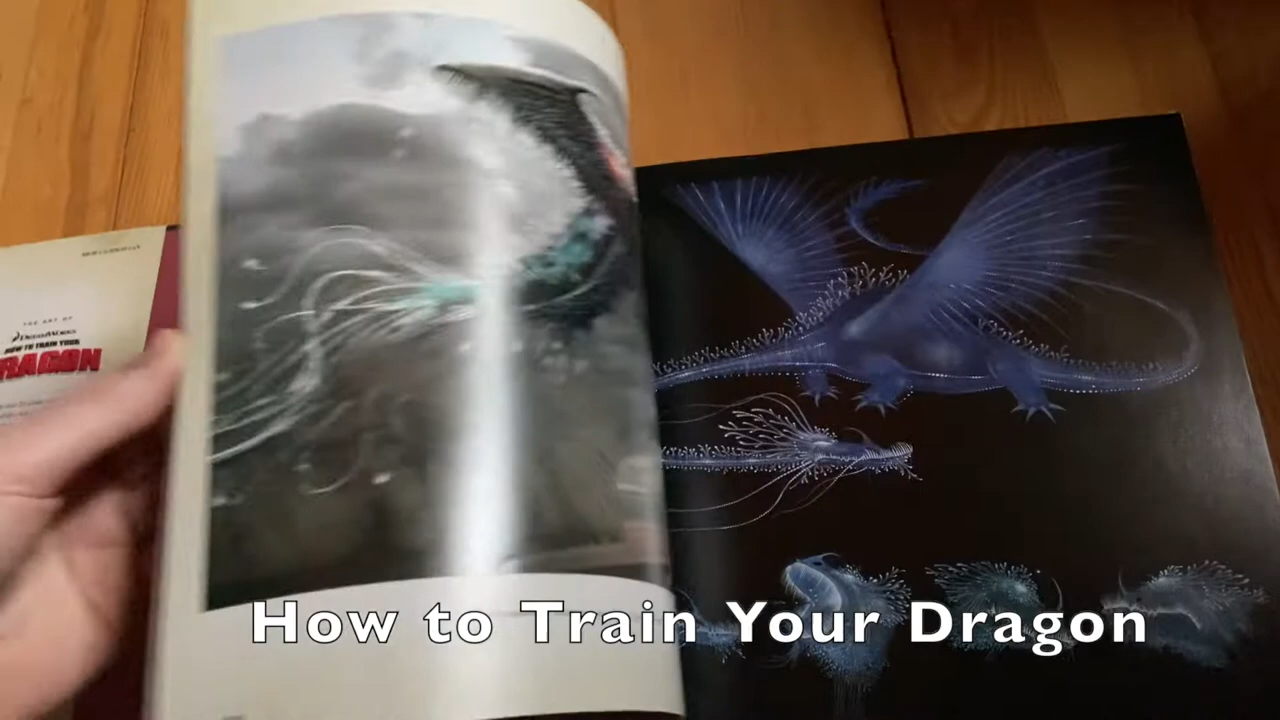 THE ART OF
DREAMWORKS
HOW TO TRAIN YOUR
DRAGON
How to Train Your Dragon